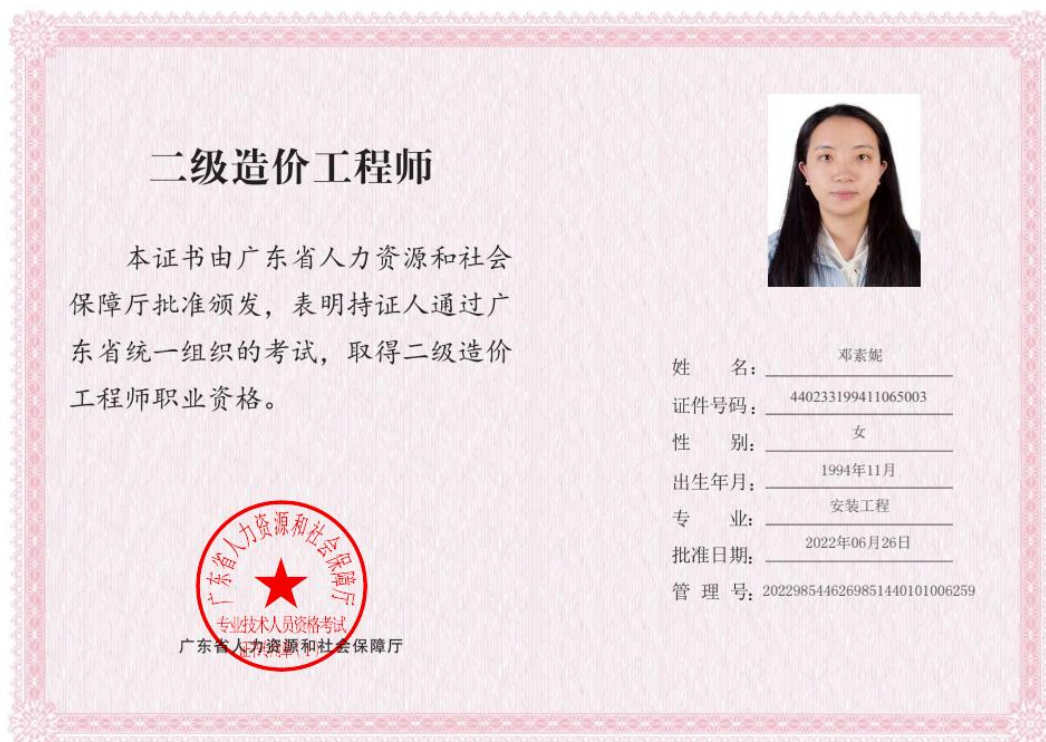 二级造价工程师
本证书由广东省人力资源和社会
保障厅批准颁发，表明持证人通过广
东省统一组织的考试，取得二级造价
工程师职业资格。
广东省人力资源和社会保障厅
专业技术人员资格考试
广东省人力资源和社会保障厅
姓 名：邓素妮
证件号码：440233199411065003
性 别：女
出生年月：1994年11月
专 业：安装工程
批准日期：2022年06月26日
管 理 号：2022985446269851440101006259